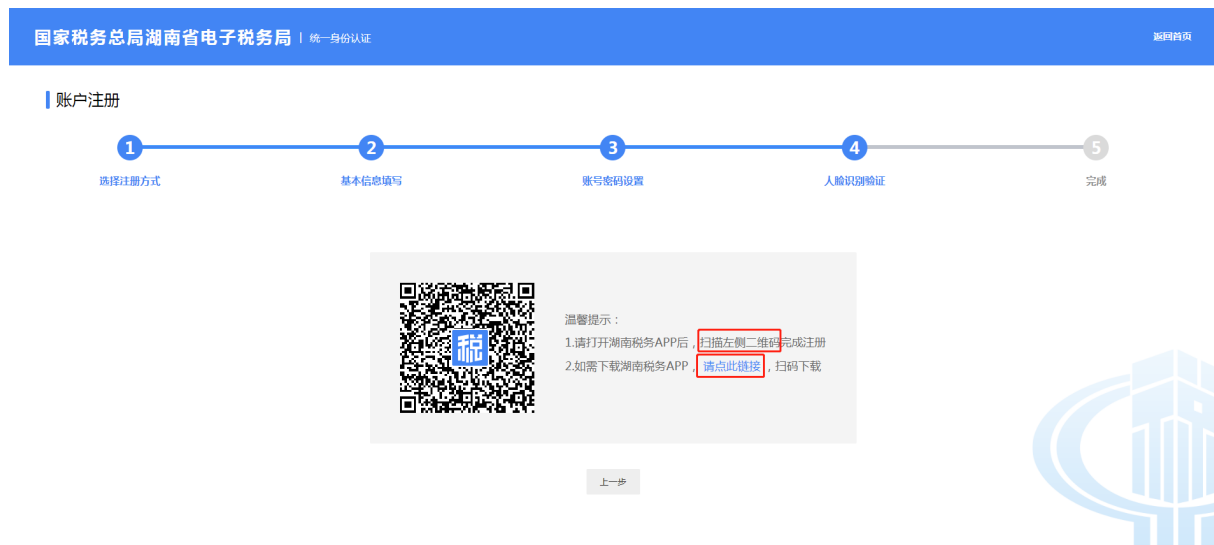 国家税务总局湖南省电子税务局 | 统一身份认证 返回首页
账户注册
1 2 3 4 5
选择注册方式 基本信息填写 账号密码设置 人脸识别验证 完成
税
温馨提示：
1.请打开湖南税务APP后，扫描左侧二维码完成注册
2.如需下载湖南税务APP，请点此链接，扫码下载
上一步